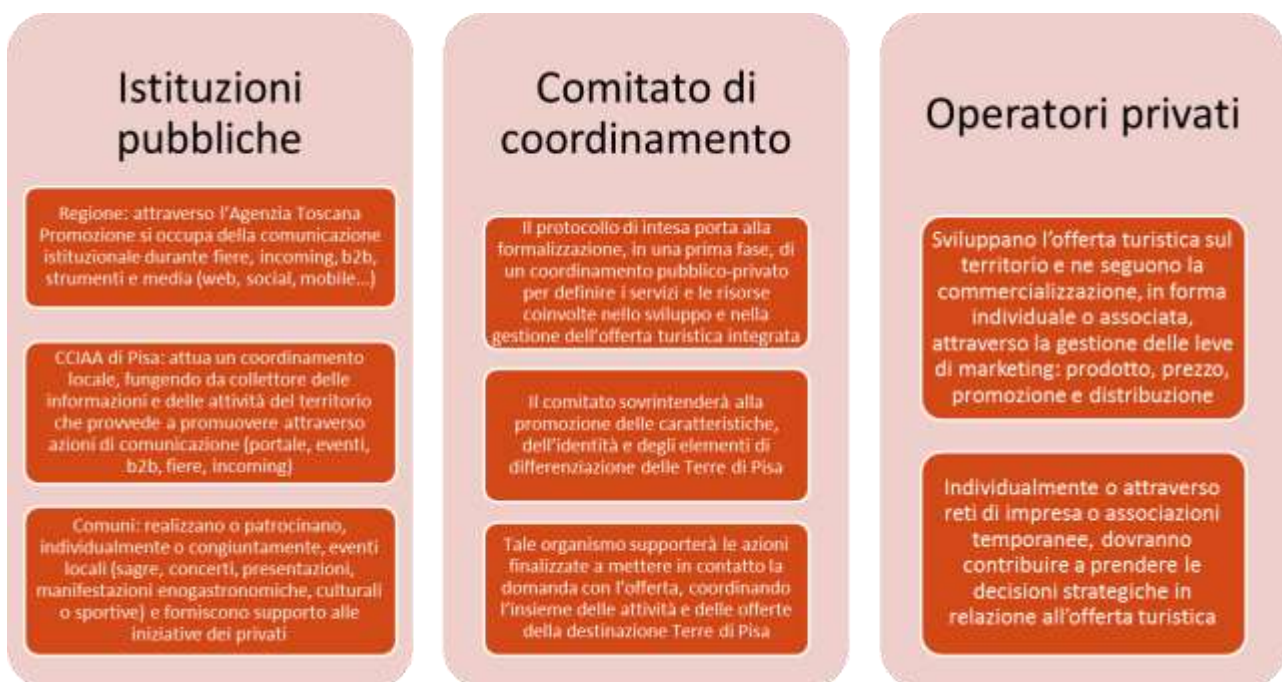 Istituzioni
pubbliche
Regione: attraverso l'Agenzia Toscana
Promozione si occupa della comunicazione
istituzionale durante fiere, incoming, b2b,
strumenti e media (web, social, mobile...)
CCIAA di Pisa: attua un coordinamento
locale, fungendo da collettore delle
informazioni e delle attività del territorio
che provvede a promuovere attraverso
azioni di comunicazione (portale, eventi,
b2b, fiere, incoming)
Comuni: realizzano o patrocinano,
individualmente o congiuntamente, eventi
locali (sagre, concerti, presentazioni,
manifestazioni enogastronomiche, culturali
o sportive) e forniscono supporto alle
iniziative dei privati
Comitato di
coordinamento
Il protocollo di intesa porta alla
formalizzazione, in una prima fase, di
un coordinamento pubblico-privato
per definire i servizi e le risorse
coinvolte nello sviluppo e nella
gestione dell'offerta turistica integrata
Il comitato sovrintenderà alla
promozione delle caratteristiche,
dell'identità e degli elementi di
differenziazione delle Terre di Pisa
Tale organismo supporterà le azioni
finalizzate a mettere in contatto la
domanda con l'offerta, coordinando
l'insieme delle attività e delle offerte
della destinazione Terre di Pisa
Operatori privati
Sviluppano l'offerta turistica sul
territorio e ne seguono la
commercializzazione, in forma
individuale o associata,
attraverso la gestione delle leve
di marketing: prodotto, prezzo,
promozione e distribuzione
Individualmente o attraverso
reti di impresa o associazioni
temporanee, dovranno
contribuire a prendere le
decisioni strategiche in
relazione all'offerta turistica